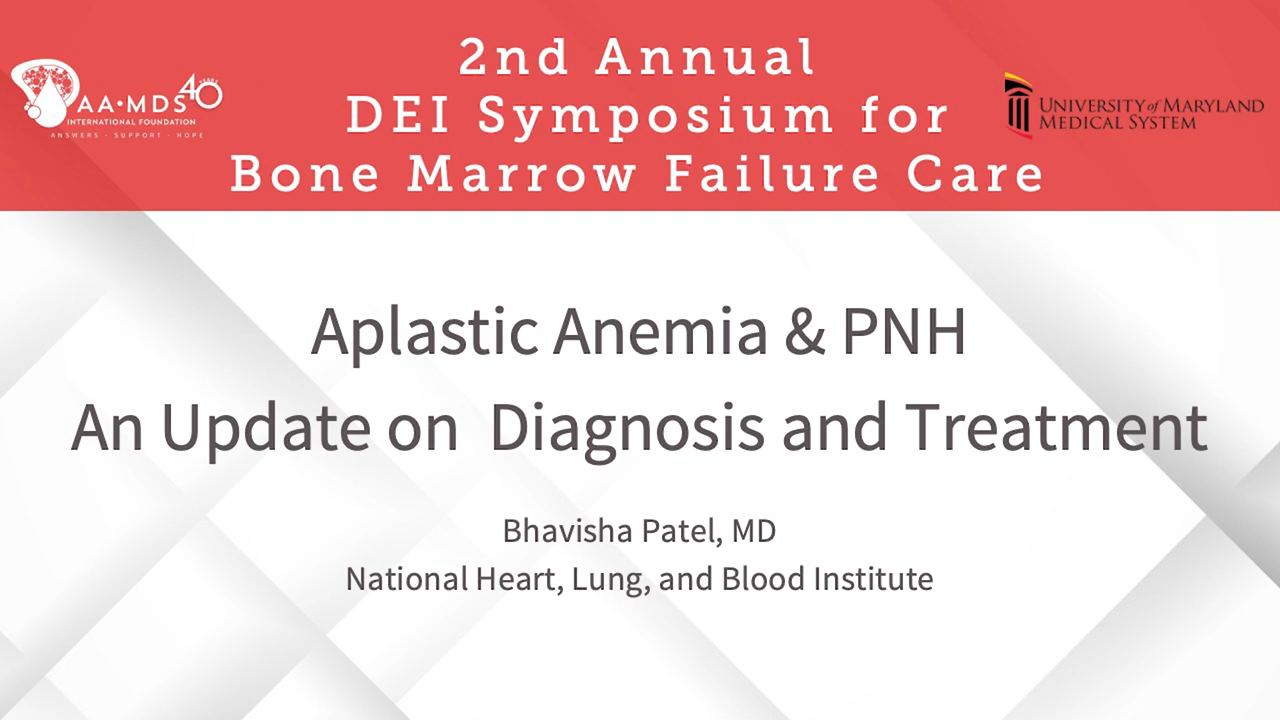 2nd Annual
DEI Symposium for
Bone Marrow Failure Care
AA•MDS 40 YEARS
INTERNATIONAL FOUNDATION
ANSWERS • SUPPORT • HOPE
UNIVERSITY of MARYLAND
MEDICAL SYSTEM
Aplastic Anemia & PNH
An Update on Diagnosis and Treatment
Bhavisha Patel, MD
National Heart, Lung, and Blood Institute